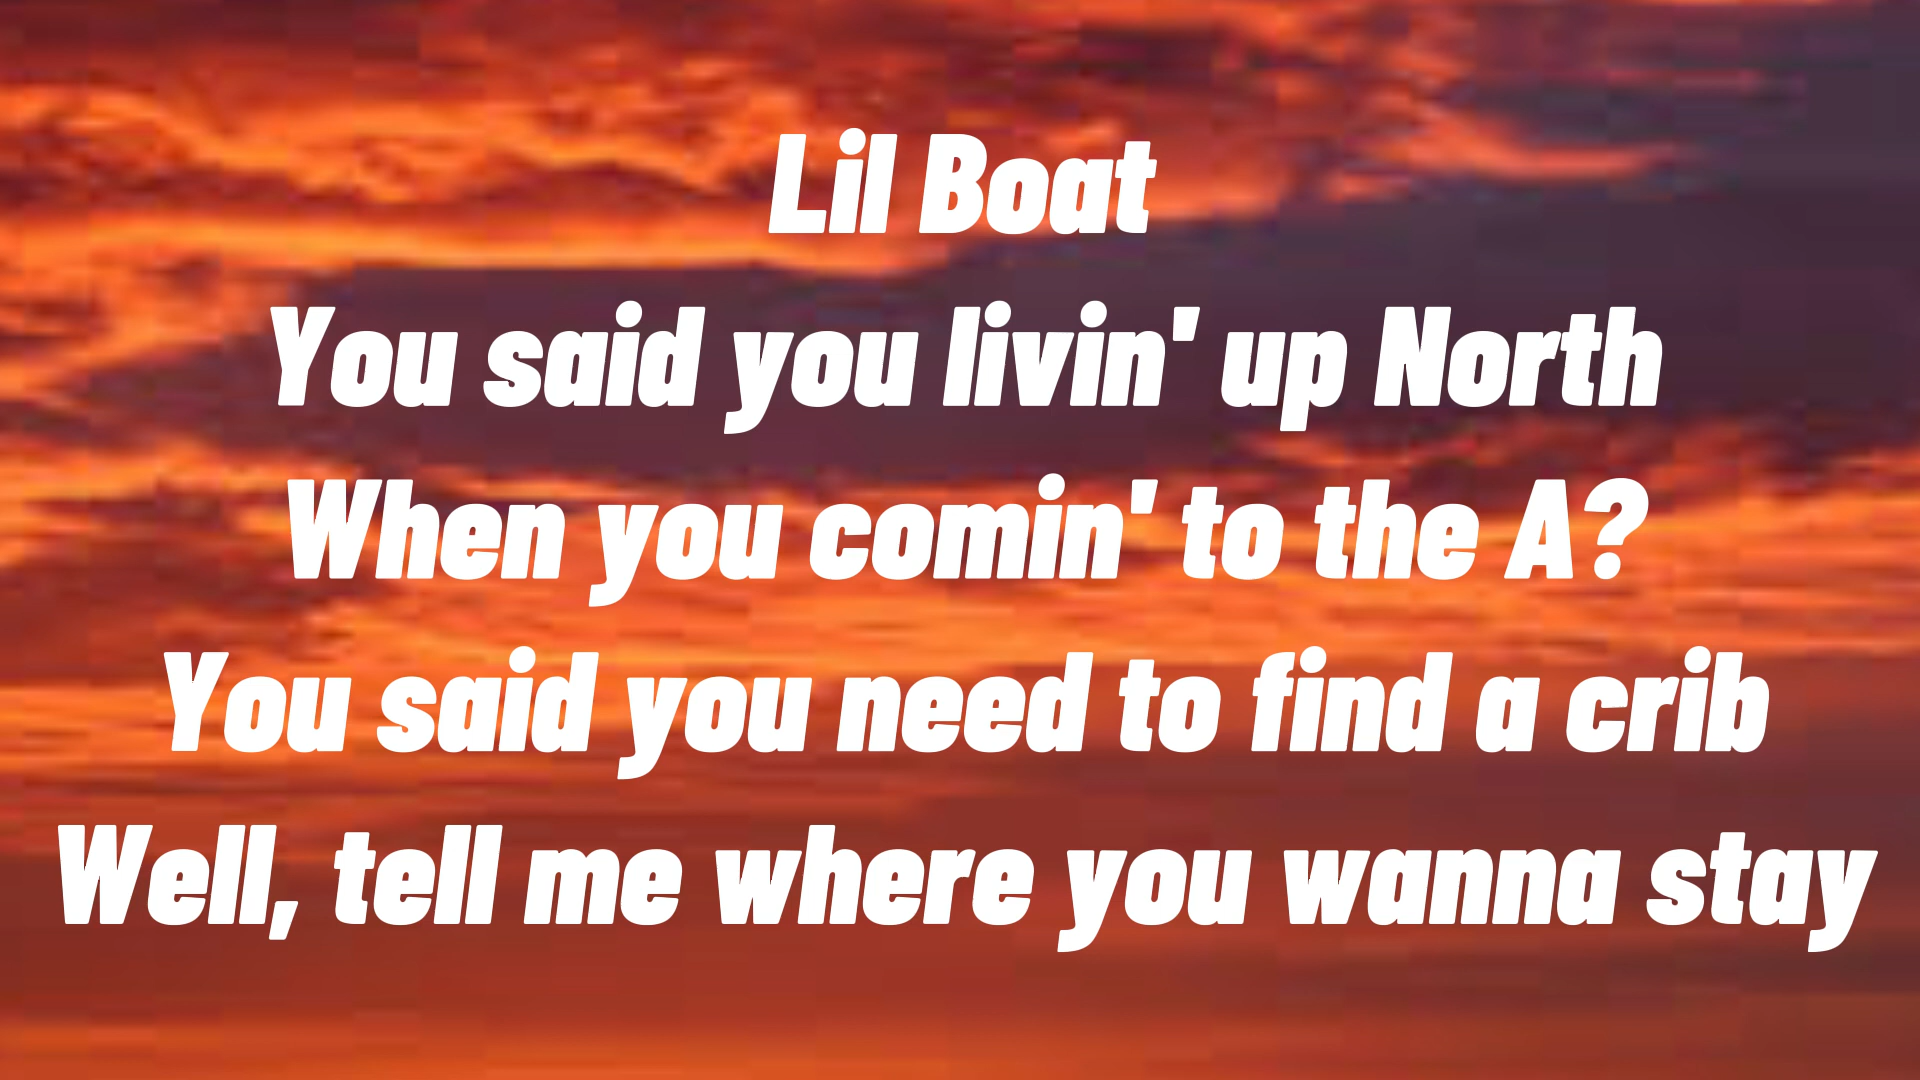 Lil Boat
You said you livin' up North
When you comin' to the A?
You said you need to find a crib
Well, tell me where you wanna stay